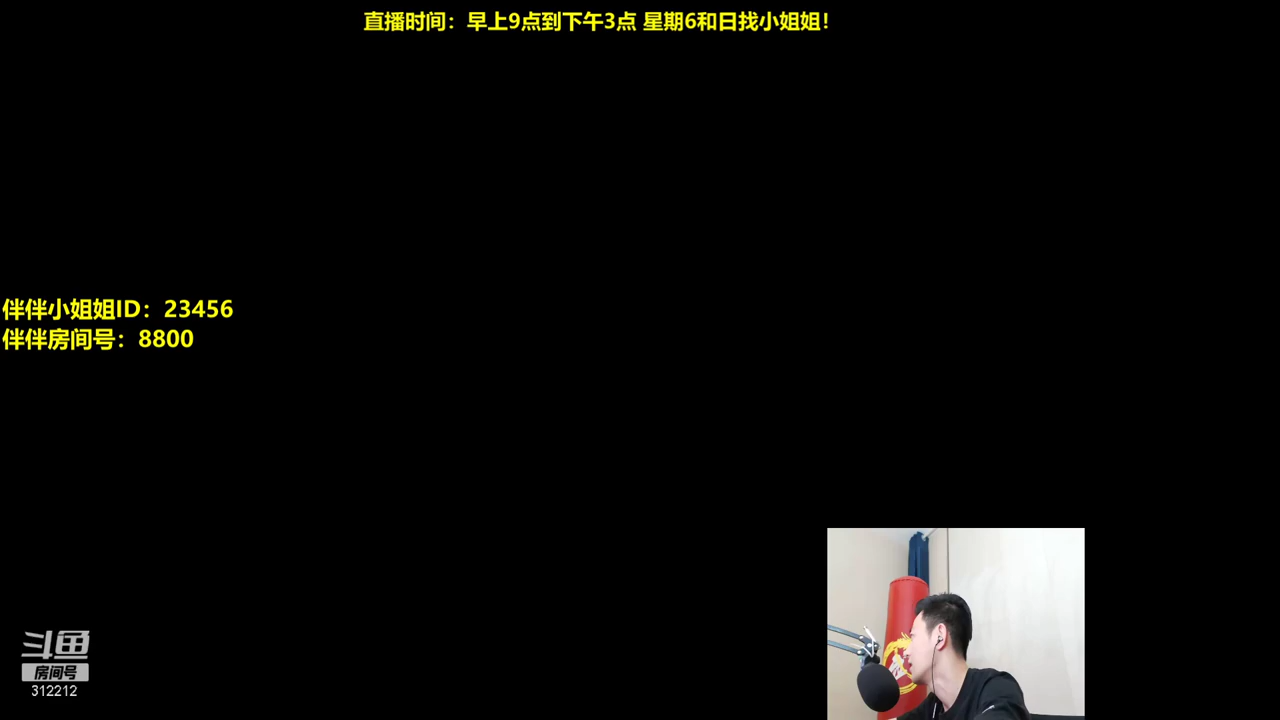 直播时间：早上9点到下午3点 星期6和日找小姐姐！
伴伴小姐姐ID：23456
伴伴房间号：8800
斗鱼
房间号
312212